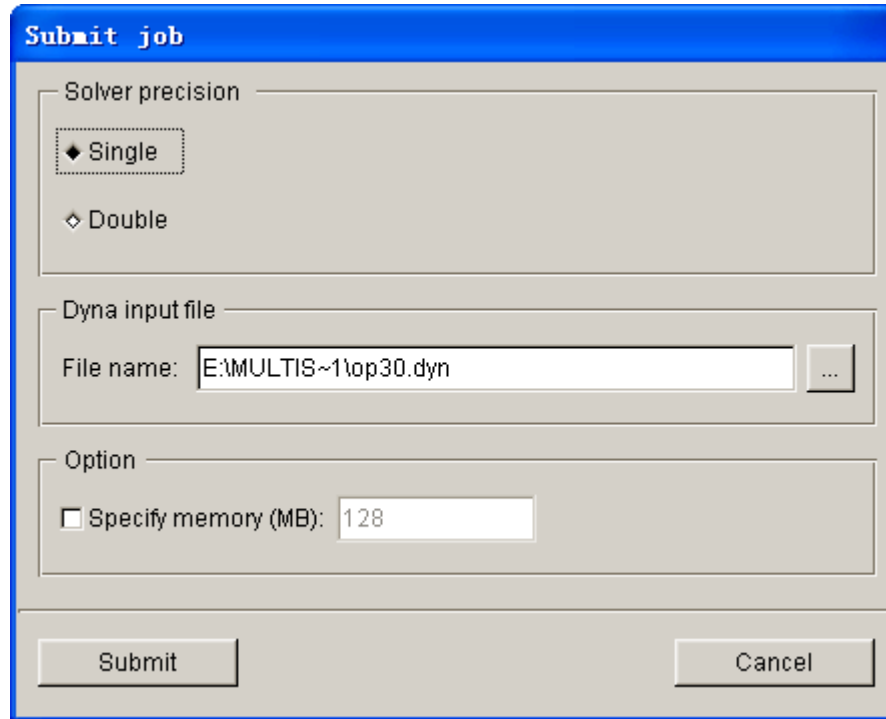 Submit job
Solver precision
Single
Double
Dyna input file
File name: E:\MULTIS~1\op30.dyn ...
Option
Specify memory (MB): 128
Submit Cancel